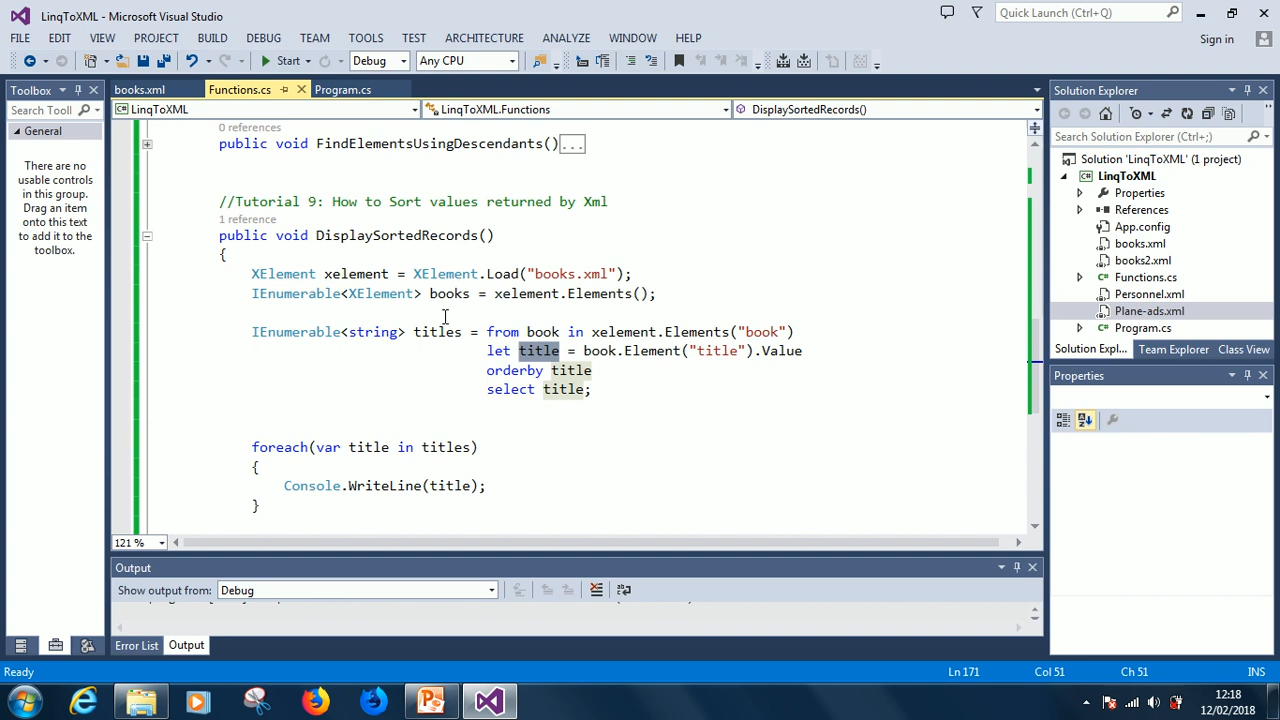 LinqToXML - Microsoft Visual Studio
Quick Launch (Ctrl+Q)
FILE EDIT VIEW PROJECT BUILD DEBUG TEAM TOOLS TEST ARCHITECTURE ANALYZE WINDOW HELP
Sign in
Start Debug Any CPU
Toolbox
Search Tooll
General
There are no
usable controls
in this group.
Drag an item
onto this text
to add it to the
toolbox.
books.xml Functions.cs Program.cs
LinqToXML LinqToXML.Functions DisplaySortedRecords()
0 references
public void FindElementsUsingDescendants()...
//Tutorial 9: How to Sort values returned by Xml
1 reference
public void DisplaySortedRecords()
{
XElement xelement = XElement.Load("books.xml");
IEnumerable<XElement> books = xelement.Elements();
IEnumerable<string> titles = from book in xelement.Elements("book")
let title = book.Element("title").Value
orderby title
select title;
foreach(var title in titles)
{
Console.WriteLine(title);
}
121 %
Output
Show output from: Debug
Error List Output
Solution Explorer
Search Solution Explorer (Ctrl+;)
Solution 'LinqToXML' (1 project)
LinqToXML
Properties
References
App.config
books.xml
books2.xml
Functions.cs
Personnel.xml
Plane-ads.xml
Program.cs
Solution Expl... Team Explorer Class View
Properties
Ready Ln 171 Col 51 Ch 51 INS
12:18
12/02/2018